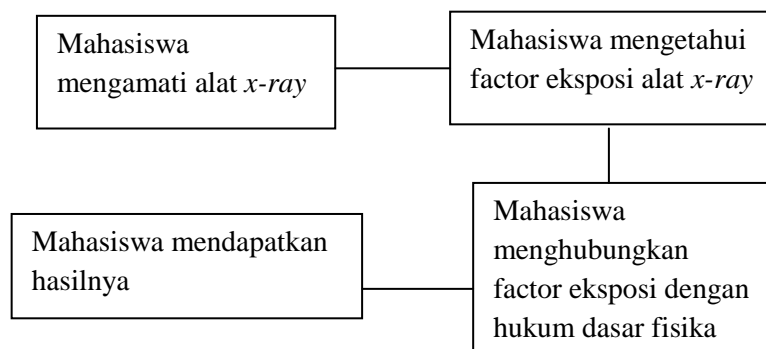 Mahasiswa
mengamati alat x-ray
Mahasiswa mengetahui
factor eksposi alat x-ray
Mahasiswa
menghubungkan
factor eksposi dengan
hukum dasar fisika
Mahasiswa mendapatkan
hasilnya